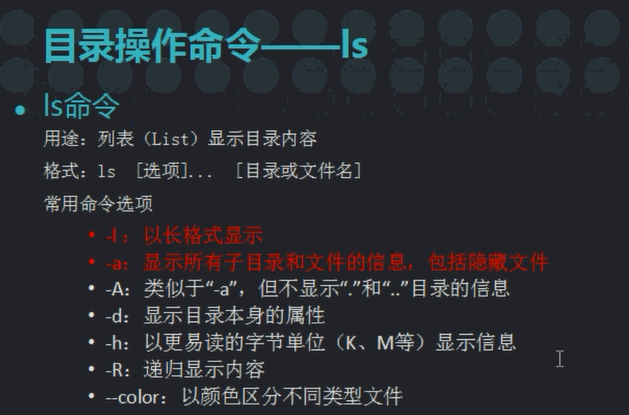 目录操作命令——ls
• ls命令
用途：列表（List）显示目录内容
格式：ls [选项]... [目录或文件名]
常用命令选项
• -l：以长格式显示
• -a：显示所有子目录和文件的信息，包括隐藏文件
• -A：类似于“-a”，但不显示“.”和“..”目录的信息
• -d：显示目录本身的属性
• -h：以更易读的字节单位（K、M等）显示信息
• -R：递归显示内容
• --color：以颜色区分不同类型文件